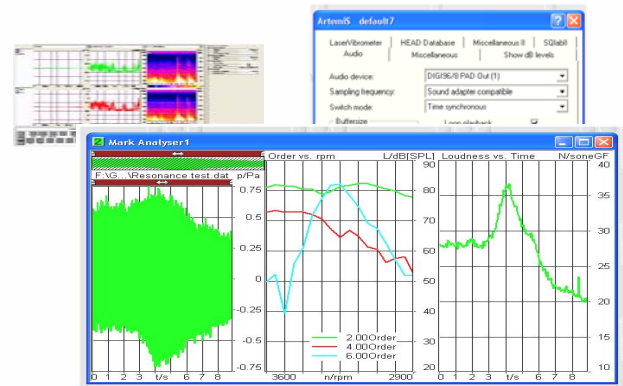 ArtemiS default7
LaserVibrometer HEAD Database Miscellaneous II SQlabII
Audio Miscellaneous Show dB levels
Audio device: DIGI96/8 PAD Out (1)
Sampling frequency: Sound adapter compatible
Switch mode: Time synchronous
Buffersize Loop playback
Mark Analyser1
F:\G...\Resonance test.dat p/Pa
Order vs. rpm L/dB[SPL]
Loudness vs. Time N/soneGF
0.75
0.5
0.25
0
-0.25
-0.5
-0.75
0 1 2 3 t/s 6 7 8
90
80
70
60
50
40
30
20
2.00Order
4.00Order
6.00Order
3600 n/rpm 2900
40
35
30
25
20
15
10
0 1 2 3 t/s 6 7 8